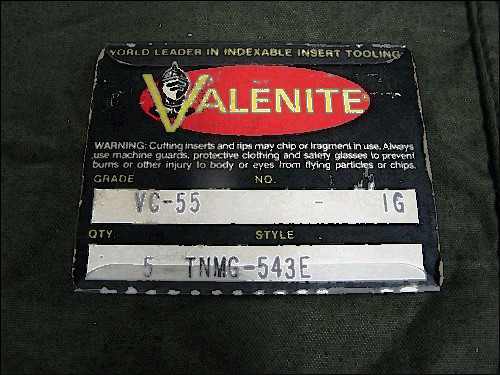 WORLD LEADER IN INDEXABLE INSERT TOOLING
VALENITE
WARNING: Cutting inserts and tips may chip or fragment in use. Always
use machine guards, protective clothing and safety glasses to prevent
burns or other injury to body or eyes from flying particles or chips.
GRADE NO.
VC-55 - IG
QTY. STYLE
5 TNMG-543E